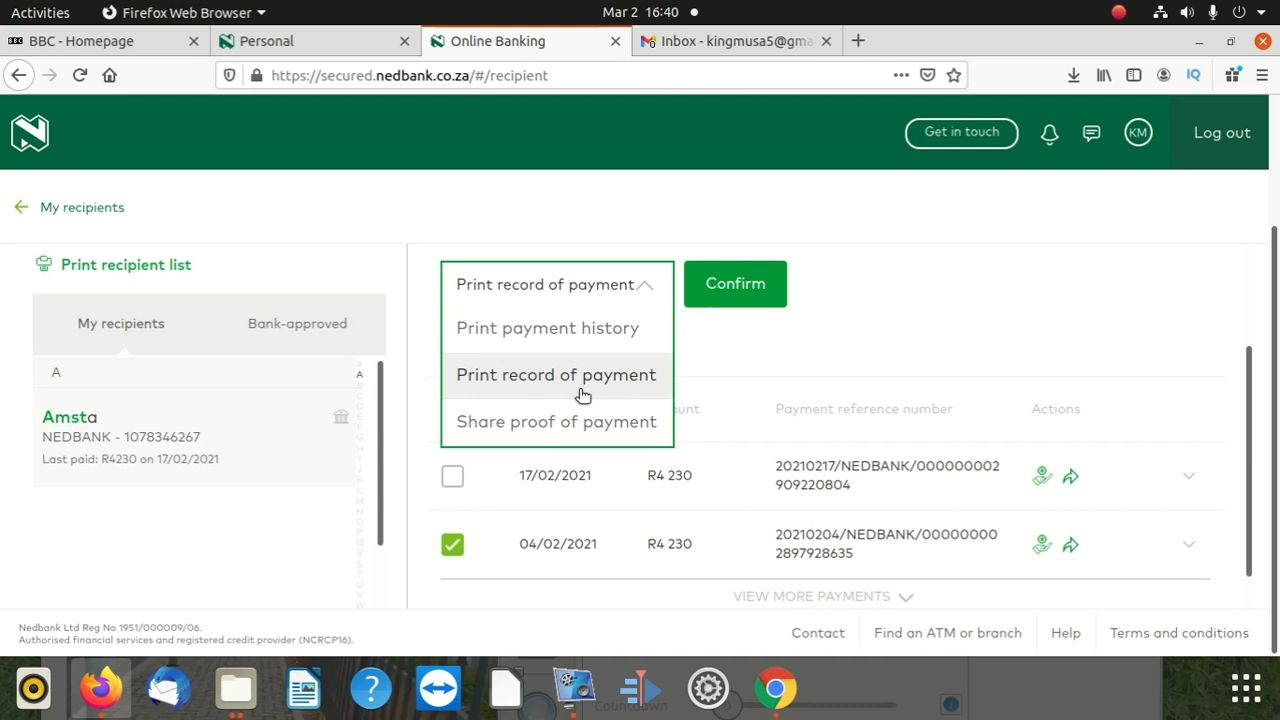 Activities Firefox Web Browser Mar 2 16:40
BBC - Homepage Personal Online Banking Inbox - kingmusa5@gma
https://secured.nedbank.co.za/#/recipient
IQ
Get in touch KM Log out
My recipients
Print recipient list
My recipients Bank-approved
A
Amsta
NEDBANK - 1078346267
Last paid: R4230 on 17/02/2021
Print record of payment Confirm
Print payment history
Print record of payment
Share proof of payment
Payment reference number Actions
17/02/2021 R4 230 20210217/NEDBANK/000000002
909220804
04/02/2021 R4 230 20210204/NEDBANK/00000000
2897928635
VIEW MORE PAYMENTS
Nedbank Ltd Reg No 1951/000009/06.
Authorised financial services and registered credit provider (NCRCP16).
Contact Find an ATM or branch Help Terms and conditions
Countdown